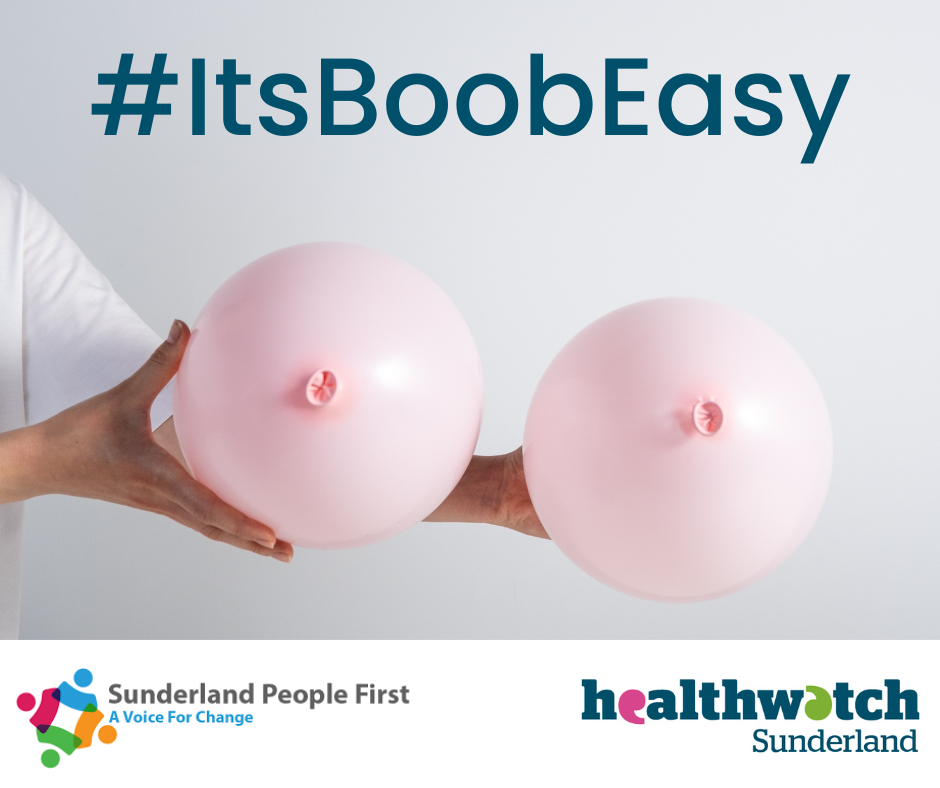 #ItsBoobEasy
Sunderland People First
A Voice For Change
healthwatch
Sunderland